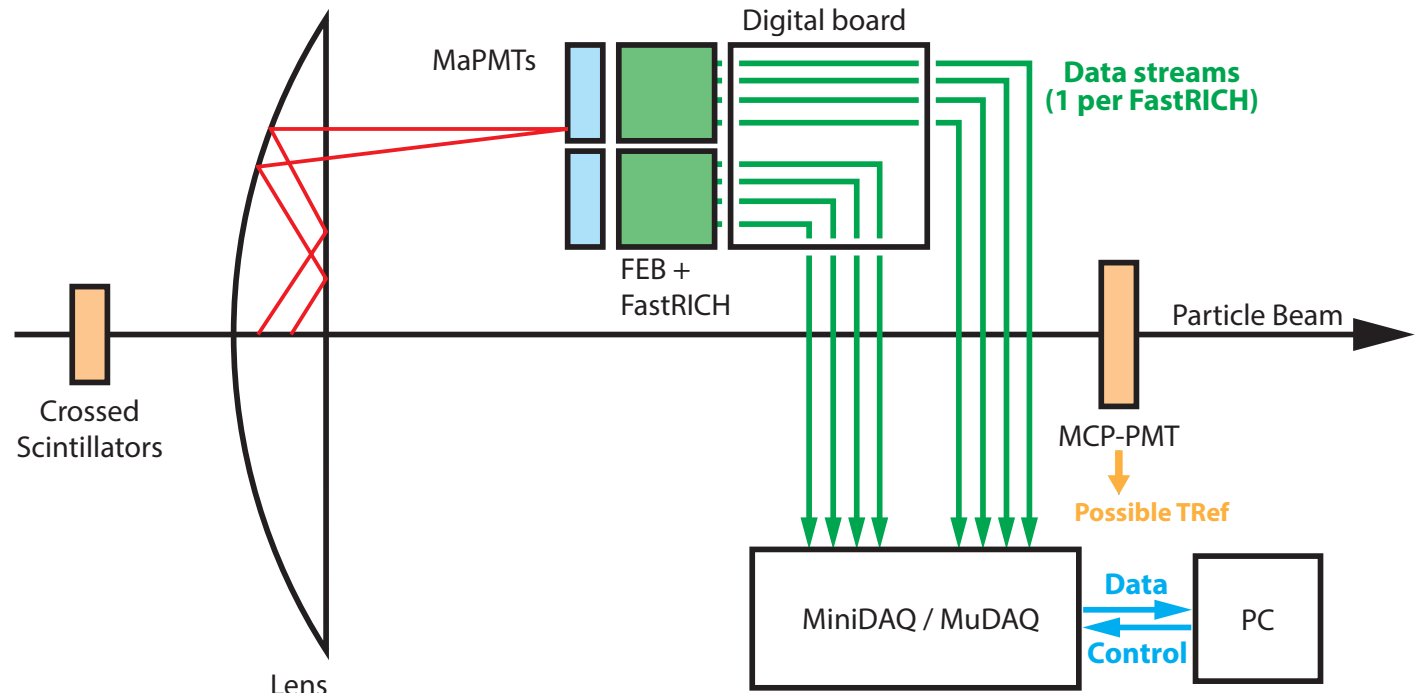 Digital board
MaPMTs
Data streams
(1 per FastRICH)
FEB +
FastRICH
Particle Beam
Crossed
Scintillators
MCP-PMT
Possible TRef
MiniDAQ / MuDAQ
Data
Control
PC
Lens